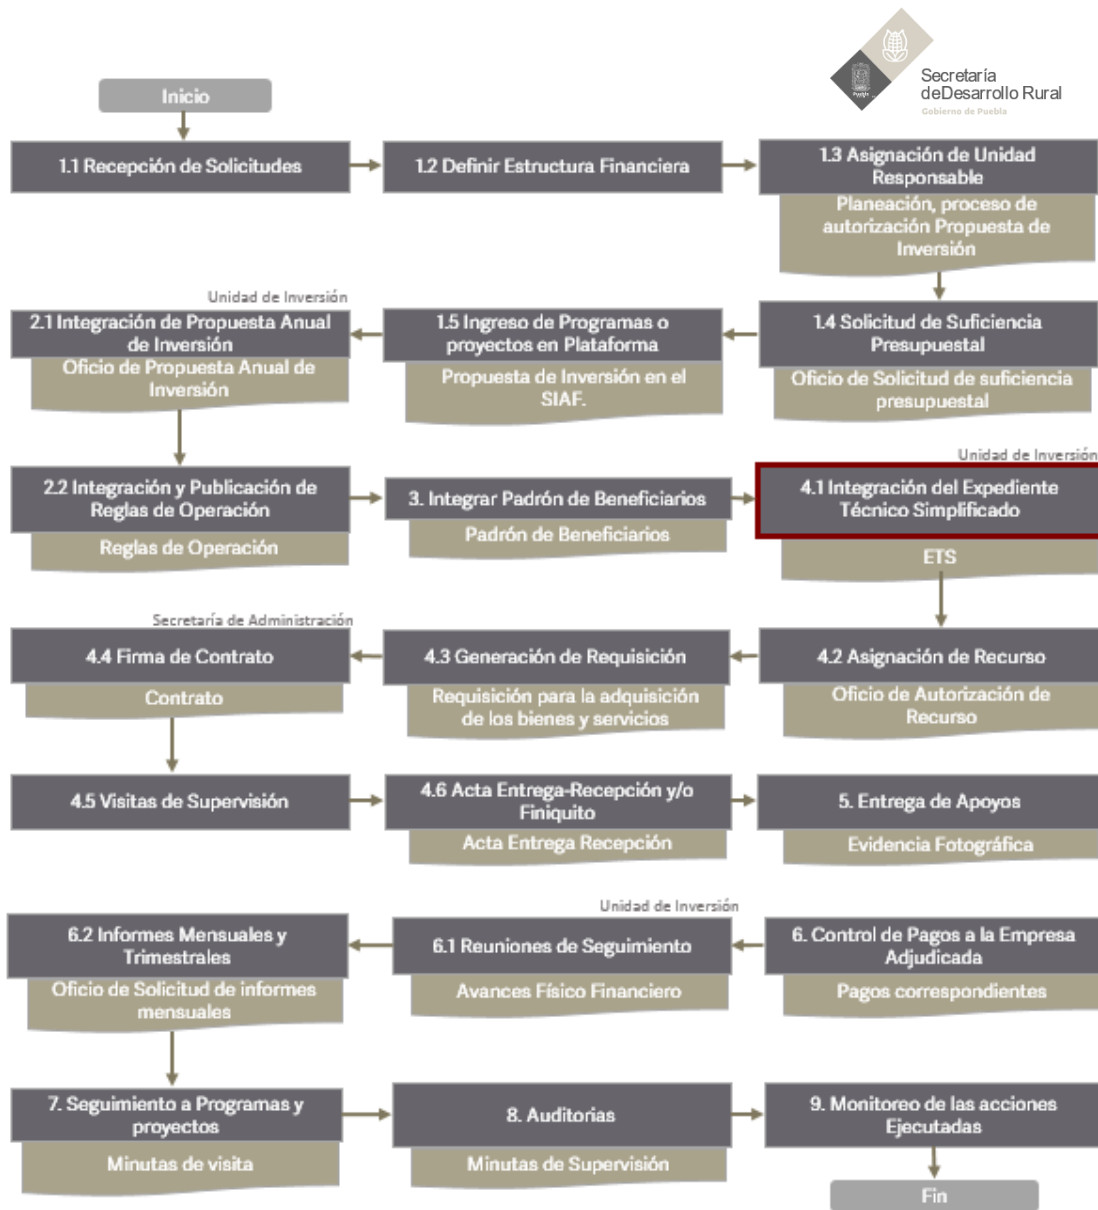 Secretaría
deDesarrollo Rural
Gobierno de Puebla
Inicio
1.1 Recepción de Solicitudes
1.2 Definir Estructura Financiera
1.3 Asignación de Unidad
Responsable
Planeación, proceso de
autorización Propuesta de
Inversión
Unidad de Inversión
2.1 Integración de Propuesta Anual
de Inversión
Oficio de Propuesta Anual de
Inversión
1.5 Ingreso de Programas o
proyectos en Plataforma
Propuesta de Inversión en el
SIAF.
1.4 Solicitud de Suficiencia
Presupuestal
Oficio de Solicitud de suficiencia
presupuestal
2.2 Integración y Publicación de
Reglas de Operación
Reglas de Operación
3. Integrar Padrón de Beneficiarios
Padrón de Beneficiarios
Unidad de Inversión
4.1 Integración del Expediente
Técnico Simplificado
ETS
Secretaría de Administración
4.4 Firma de Contrato
Contrato
4.3 Generación de Requisición
Requisición para la adquisición
de los bienes y servicios
4.2 Asignación de Recurso
Oficio de Autorización de
Recurso
4.5 Visitas de Supervisión
4.6 Acta Entrega-Recepción y/o
Finiquito
Acta Entrega Recepción
5. Entrega de Apoyos
Evidencia Fotográfica
6.2 Informes Mensuales y
Trimestrales
Oficio de Solicitud de informes
mensuales
Unidad de Inversión
6.1 Reuniones de Seguimiento
Avances Físico Financiero
6. Control de Pagos a la Empresa
Adjudicada
Pagos correspondientes
7. Seguimiento a Programas y
proyectos
Minutas de visita
8. Auditorias
Minutas de Supervisión
9. Monitoreo de las acciones
Ejecutadas
Fin